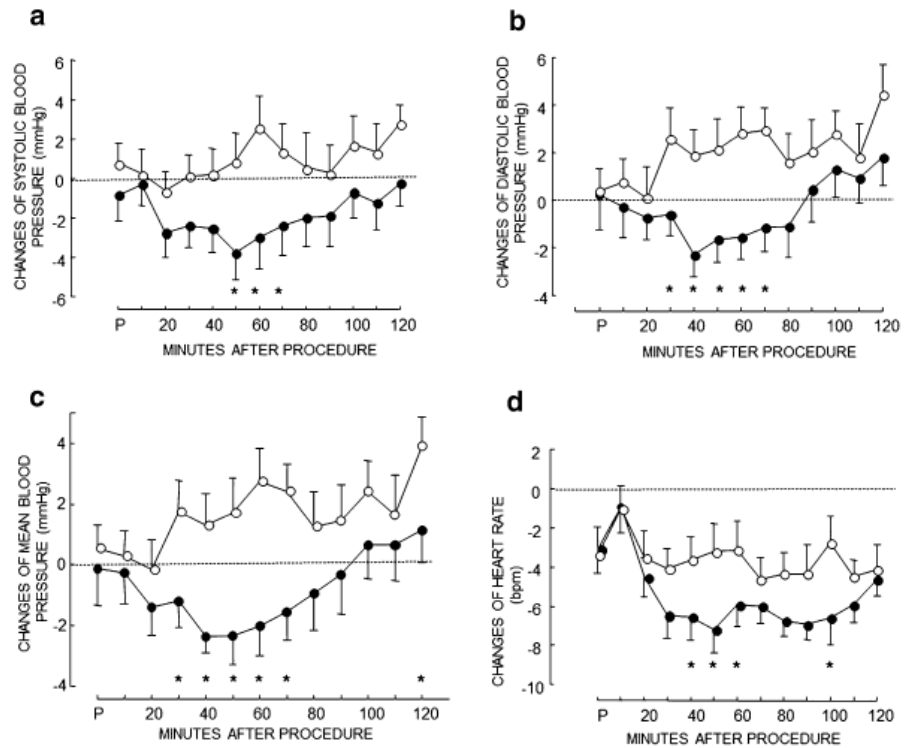 a
CHANGES OF SYSTOLIC BLOOD
PRESSURE (mmHg)
6
4
2
0
-2
-4
-6
* * *
P 20 40 60 80 100 120
MINUTES AFTER PROCEDURE
b
CHANGES OF DIASTOLIC BLOOD
PRESSURE (mmHg)
6
4
2
0
-2
-4
* * * * *
P 20 40 60 80 100 120
MINUTES AFTER PROCEDURE
c
CHANGES OF MEAN BLOOD
PRESSURE (mmHg)
4
2
0
-2
-4
* * * * * *
P 20 40 60 80 100 120
MINUTES AFTER PROCEDURE
d
CHANGES OF HEART RATE
(bpm)
2
0
-2
-4
-6
-8
-10
* * * *
P 20 40 60 80 100 120
MINUTES AFTER PROCEDURE